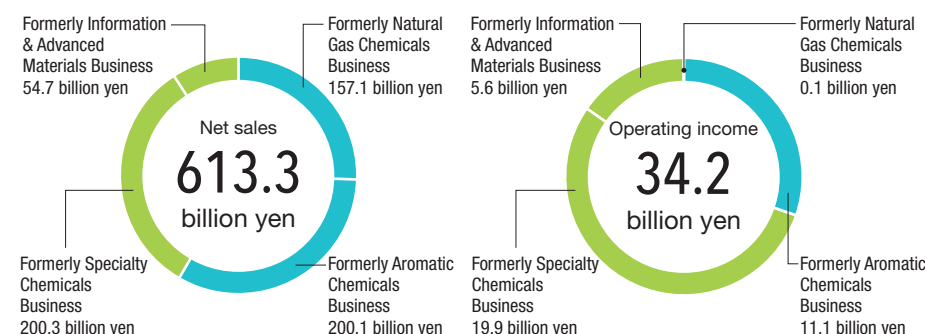 Formerly Information
& Advanced
Materials Business
54.7 billion yen
Formerly Natural
Gas Chemicals
Business
157.1 billion yen
Net sales
613.3
billion yen
Formerly Specialty
Chemicals
Business
200.3 billion yen
Formerly Aromatic
Chemicals
Business
200.1 billion yen
Formerly Information
& Advanced
Materials Business
5.6 billion yen
Formerly Natural
Gas Chemicals
Business
0.1 billion yen
Operating income
34.2
billion yen
Formerly Specialty
Chemicals
Business
19.9 billion yen
Formerly Aromatic
Chemicals
Business
11.1 billion yen